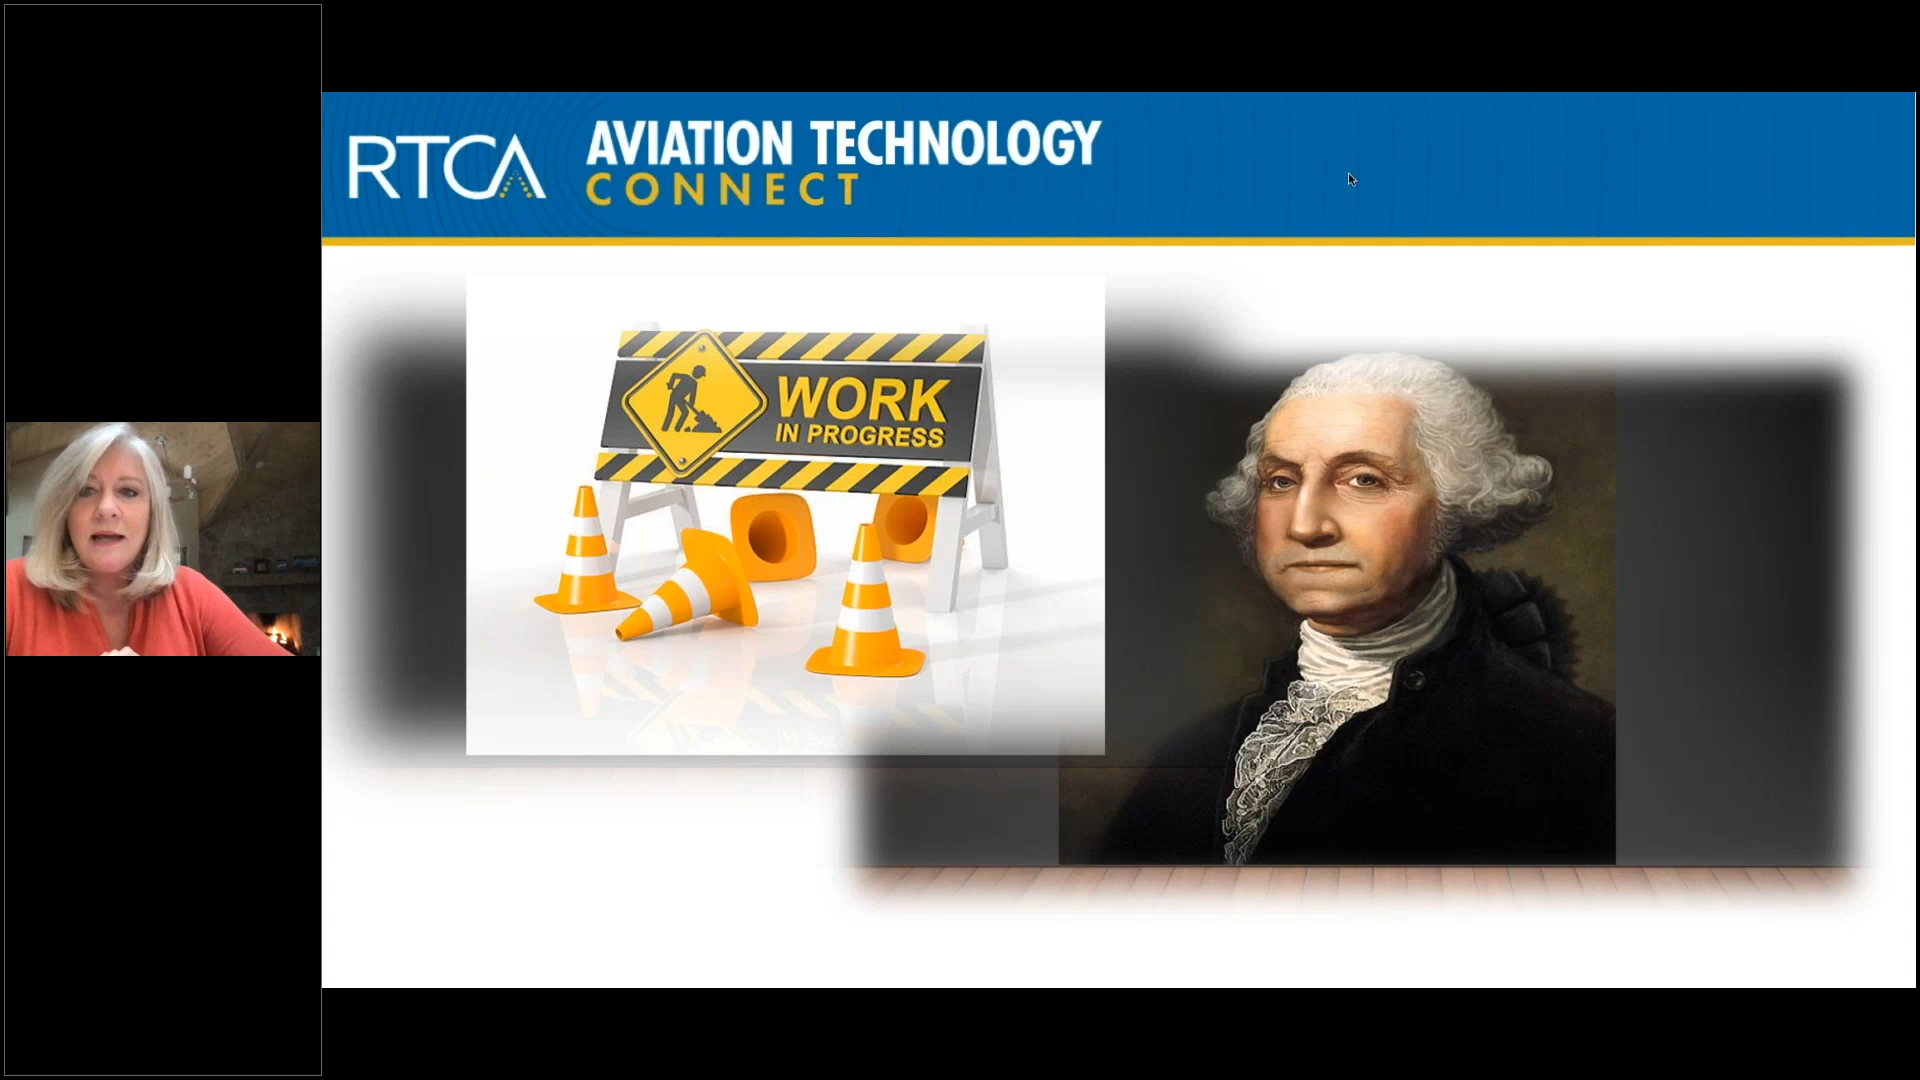 RTCA
AVIATION TECHNOLOGY
CONNECT
WORK
IN PROGRESS